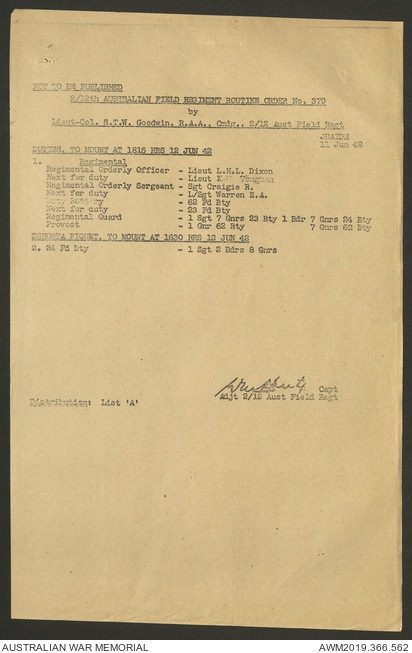 NOT TO BE PUBLISHED
2/12th AUSTRALIAN FIELD REGIMENT ROUTINE ORDER No. 370
by
Lieut-Col. S.T.W. Goodwin, R.A.A., Cmdg., 2/12 Aust Field Regt
JDAIDE
11 Jun 42
DUTIES, TO MOUNT AT 1815 HRS 12 JUN 42
1. Regimental
Regimental Orderly Officer - Lieut L.H.L. Dixon
Next for duty - Lieut
Regimental Orderly Sergeant - Sgt Craigie R.
Next for duty - L/Sgt Warren E.A.
Duty Battery - 62 Fd Bty
Next for duty - 23 Fd Bty
Regimental Guard - 1 Sgt 7 Gnrs 23 Bty 1 Bdr 7 Gnrs 24 Bty
Provost - 1 Gnr 62 Bty 7 Gnrs 62 Bty
ZGHORTA PIQUET, TO MOUNT AT 1630 HRS 12 JUN 42
2. 24 Fd Bty - 1 Sgt 2 Bdrs 8 Gnrs
Capt
Adjt 2/12 Aust Field Regt
Distribution: List 'A'
AUSTRALIAN WAR MEMORIAL AWM2019.366.562